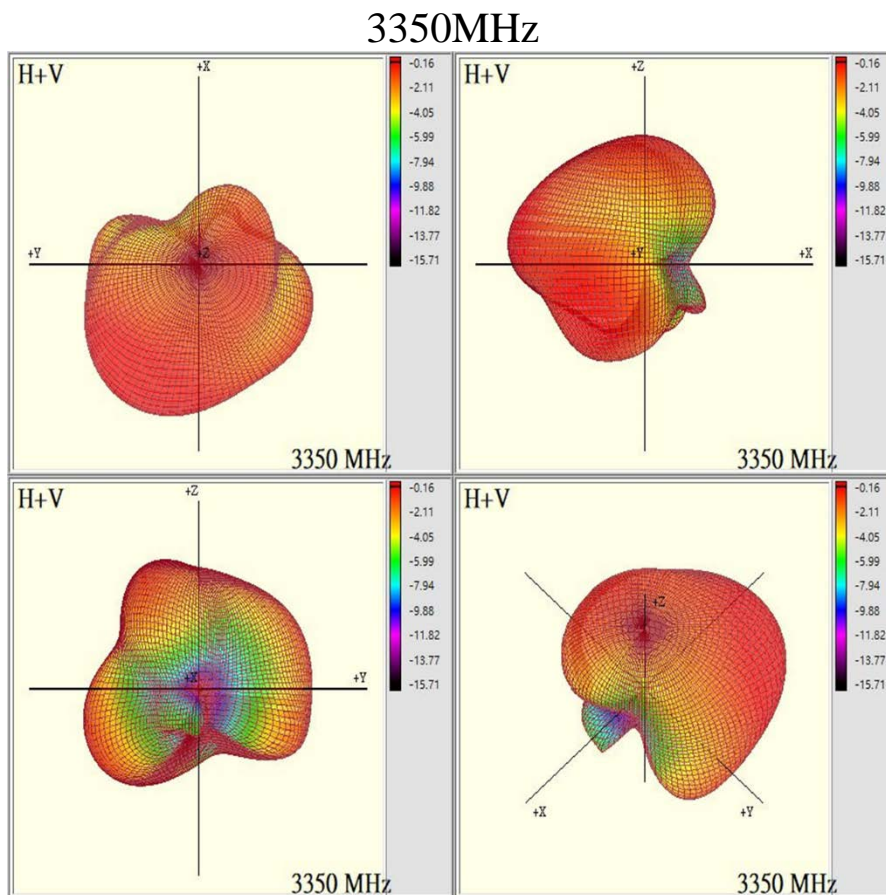 3350MHz
H+V
+X
+Y
+Z
-0.16
-2.11
-4.05
-5.99
-7.94
-9.88
-11.82
-13.77
-15.71
3350 MHz
H+V
+Z
+Y
+X
-0.16
-2.11
-4.05
-5.99
-7.94
-9.88
-11.82
-13.77
-15.71
3350 MHz
H+V
+Z
+X
+Y
-0.16
-2.11
-4.05
-5.99
-7.94
-9.88
-11.82
-13.77
-15.71
3350 MHz
H+V
+Z
+X
+Y
-0.16
-2.11
-4.05
-5.99
-7.94
-9.88
-11.82
-13.77
-15.71
3350 MHz